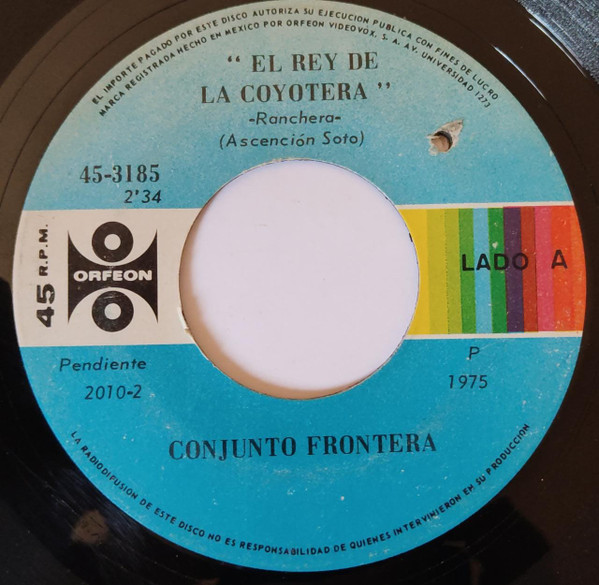 EL IMPORTE PAGADO POR ESTE DISCO AUTORIZA SU EJECUCION PUBLICA CON FINES DE LUCRO
MARCA REGISTRADA HECHO EN MEXICO POR ORFEON VIDEOVOX, S. A. AV. UNIVERSIDAD 1273
" EL REY DE
LA COYOTERA "
-Ranchera-
(Ascención Soto)
45-3185
2'34
45 R.P.M.
ORFEON
LADO A
Pendiente
2010-2
P
1975
CONJUNTO FRONTERA
LA RADIODIFUSION DE ESTE DISCO NO ES RESPONSABILIDAD DE QUIENES INTERVINIERON EN SU PRODUCCION